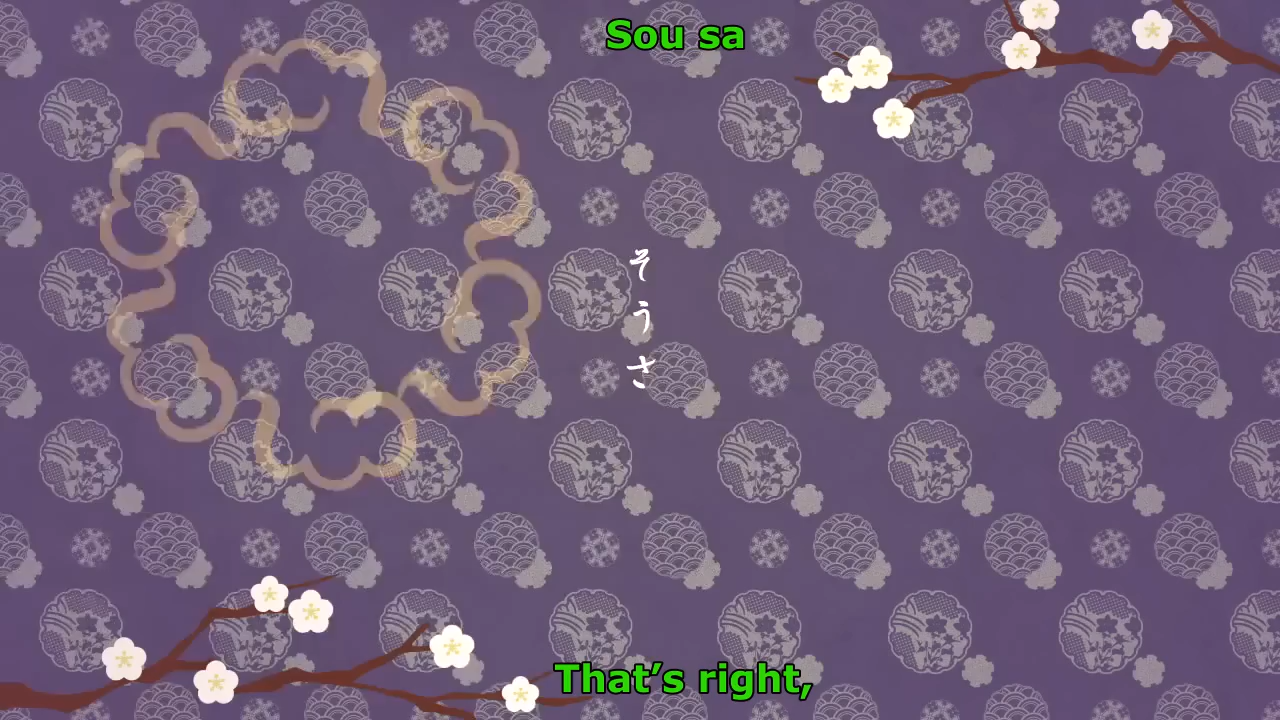 Sou sa
そうさ
That’s right,